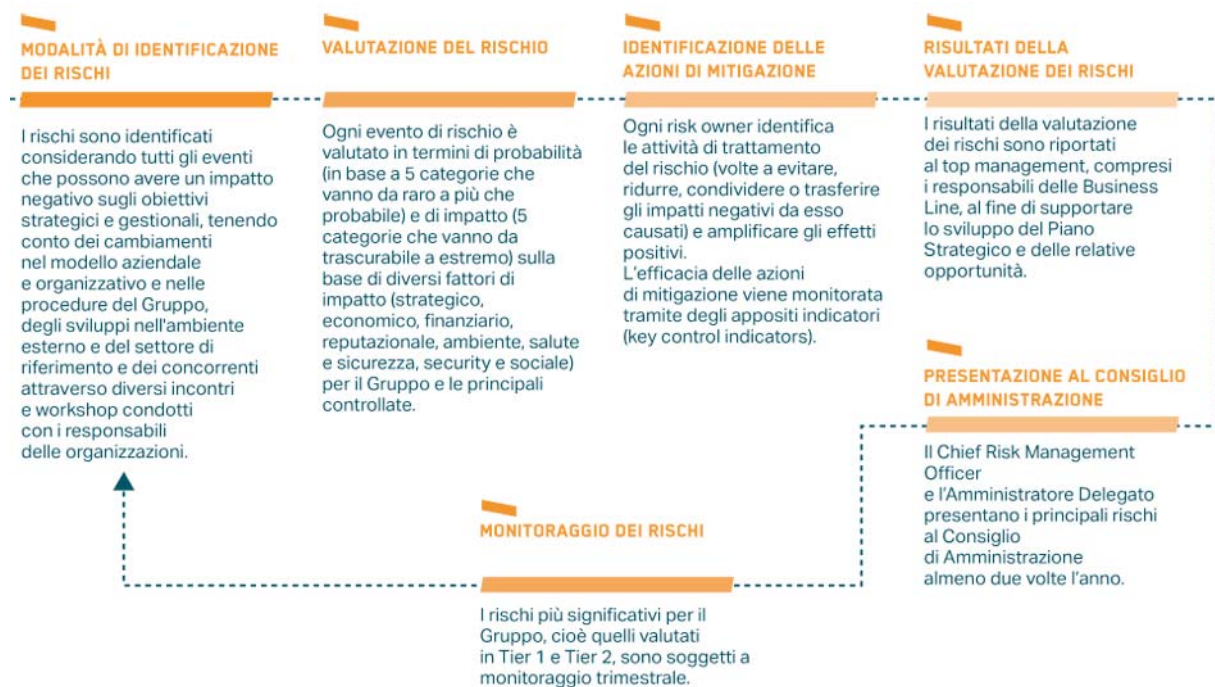 MODALITÀ DI IDENTIFICAZIONE
DEI RISCHI
I rischi sono identificati
considerando tutti gli eventi
che possono avere un impatto
negativo sugli obiettivi
strategici e gestionali, tenendo
conto dei cambiamenti
nel modello aziendale
e organizzativo e nelle
procedure del Gruppo,
degli sviluppi nell'ambiente
esterno e del settore di
riferimento e dei concorrenti
attraverso diversi incontri
e workshop condotti
con i responsabili
delle organizzazioni.
VALUTAZIONE DEL RISCHIO
Ogni evento di rischio è
valutato in termini di probabilità
(in base a 5 categorie che
vanno da raro a più che
probabile) e di impatto (5
categorie che vanno da
trascurabile a estremo) sulla
base di diversi fattori di
impatto (strategico,
economico, finanziario,
reputazionale, ambiente, salute
e sicurezza, security e sociale)
per il Gruppo e le principali
controllate.
IDENTIFICAZIONE DELLE
AZIONI DI MITIGAZIONE
Ogni risk owner identifica
le attività di trattamento
del rischio (volte a evitare,
ridurre, condividere o trasferire
gli impatti negativi da esso
causati) e amplificare gli effetti
positivi.
L'efficacia delle azioni
di mitigazione viene monitorata
tramite degli appositi indicatori
(key control indicators).
RISULTATI DELLA
VALUTAZIONE DEI RISCHI
I risultati della valutazione
dei rischi sono riportati
al top management, compresi
i responsabili delle Business
Line, al fine di supportare
lo sviluppo del Piano
Strategico e delle relative
opportunità.
PRESENTAZIONE AL CONSIGLIO
DI AMMINISTRAZIONE
Il Chief Risk Management
Officer
e l'Amministratore Delegato
presentano i principali rischi
al Consiglio
di Amministrazione
almeno due volte l'anno.
MONITORAGGIO DEI RISCHI
I rischi più significativi per il
Gruppo, cioè quelli valutati
in Tier 1 e Tier 2, sono soggetti a
monitoraggio trimestrale.